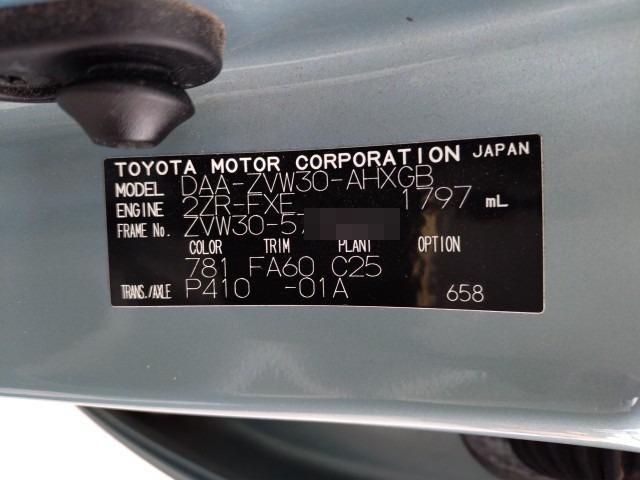 TOYOTA MOTOR CORPORATION JAPAN
MODEL DAA-ZVW30-AHXGB
ENGINE 2ZR-FXE 1797 mL
FRAME No. ZVW30-57
COLOR TRIM PLANT OPTION
781 FA60 C25
TRANS./AXLE P410 -01A 658